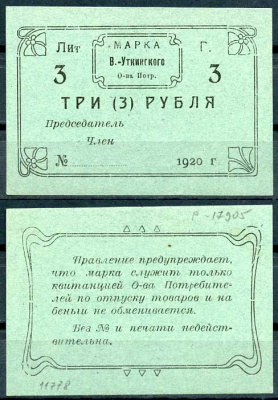 Лит МАРКА Г.
3 В.-Уткинского 3
О-ва Потр.
ТРИ (3) РУБЛЯ
Председатель
Член
№ 1920 г
P-17905
Правление предупреждает,
что марка служит только
квитанцией О-ва Потребите-
лей по отпуску товаров и на
беньги не обменивается.
Без № и печати недейст-
вительна.
11778